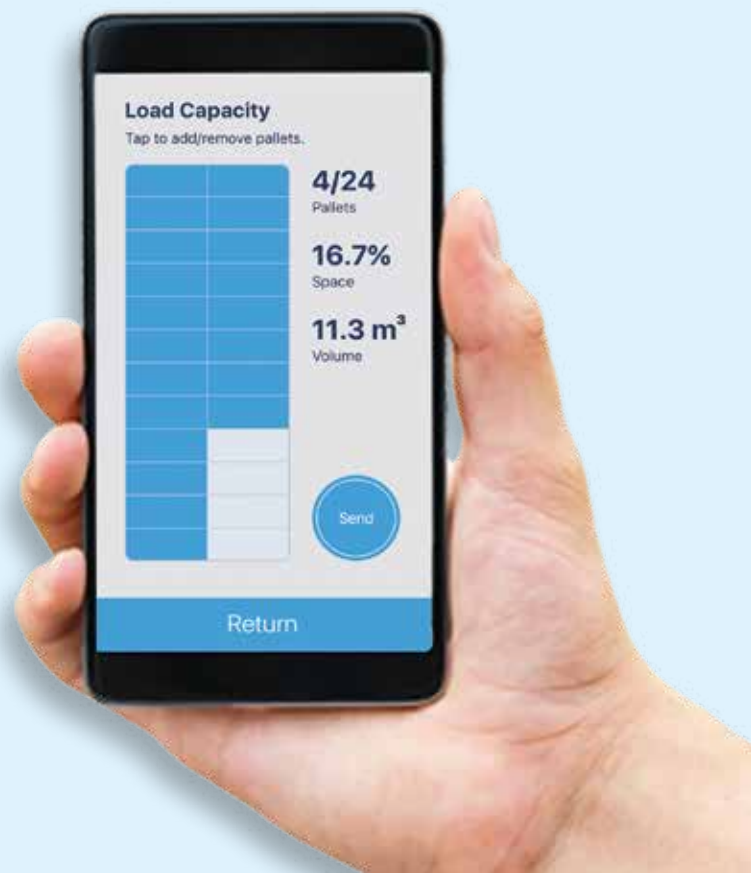 Load Capacity
Tap to add/remove pallets.
4/24
Pallets
16.7%
Space
11.3 m³
Volume
Send
Return